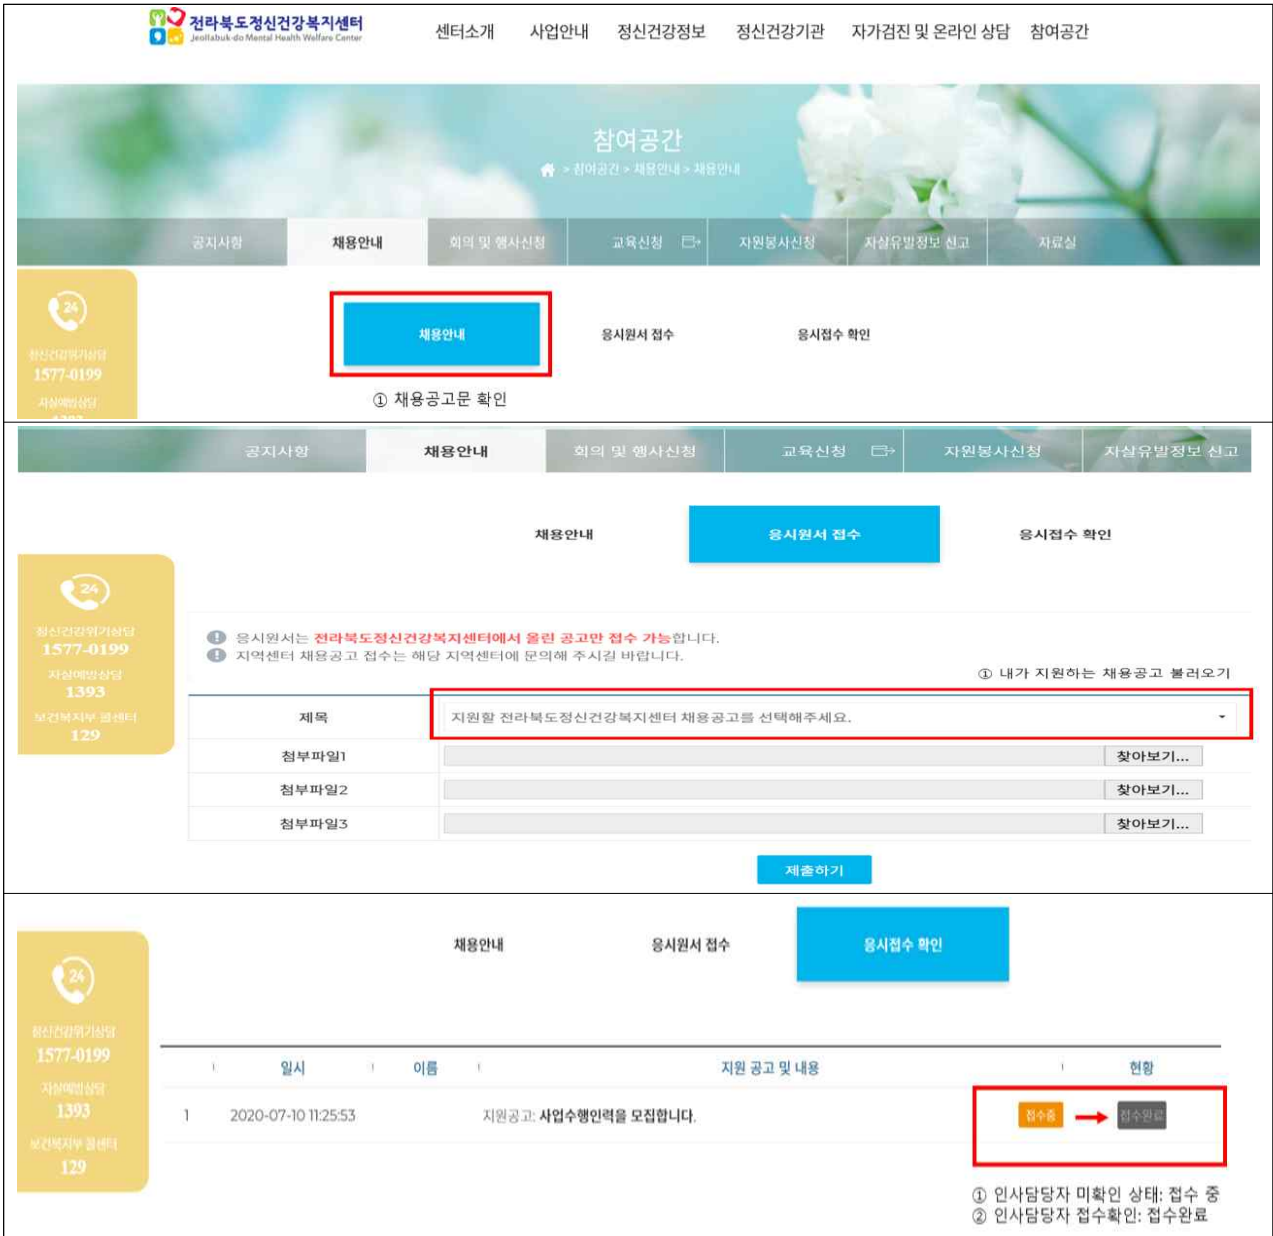 전라북도정신건강복지센터
Jeollabuk-do Mental Health Welfare Center
센터소개 사업안내 정신건강정보 정신건강기관 자가검진 및 온라인 상담 참여공간
참여공간
> 참여공간 > 채용안내 > 채용안내
공지사항 채용안내 회의 및 행사신청 교육신청 자원봉사신청 자살유발정보 신고 자료실
24
채용안내 응시원서 접수 응시접수 확인
정신건강위기상담
1577-0199
자살예방상담
1393
① 채용공고문 확인
공지사항 채용안내 회의 및 행사신청 교육신청 자원봉사신청 자살유발정보 신고
채용안내 응시원서 접수 응시접수 확인
24
정신건강위기상담
1577-0199
자살예방상담
1393
보건복지부 콜센터
129
응시원서는 전라북도정신건강복지센터에서 올린 공고만 접수 가능합니다.
지역센터 채용공고 접수는 해당 지역센터에 문의해 주시길 바랍니다.
① 내가 지원하는 채용공고 불러오기
제목 지원할 전라북도정신건강복지센터 채용공고를 선택해주세요.
첨부파일1 찾아보기...
첨부파일2 찾아보기...
첨부파일3 찾아보기...
제출하기
채용안내 응시원서 접수 응시접수 확인
24
정신건강위기상담
1577-0199
자살예방상담
1393
보건복지부 콜센터
129
일시 이름 지원 공고 및 내용 현황
1 2020-07-10 11:25:53 지원공고: 사업수행인력을 모집합니다. 접수중 접수완료
① 인사담당자 미확인 상태: 접수 중
② 인사담당자 접수확인: 접수완료